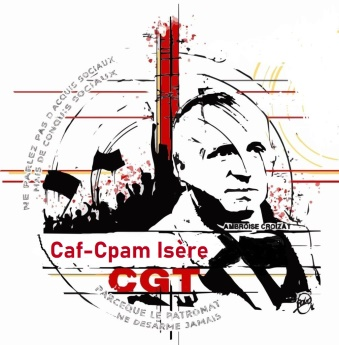 NE PARLEZ PAS D'ACQUIS SOCIAUX
MAIS DE CONQUIS SOCIAUX
AMBROISE CROIZAT
Caf-Cpam Isère
CGT
PARCEQUE LE PATRONAT
NE DESARME JAMAIS